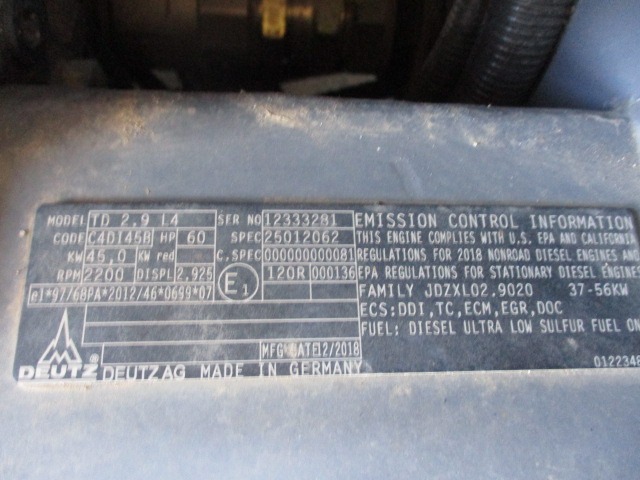 MODEL TD 2,9 L4 SER NO 12333281
CODE C4DI45B HP 60 SPEC 25012062
KW 45,0 KW red C.SPEC 000000000081
RPM 2200 DISPL 2,925 E1 120R 000136
e1*97/68PA*2012/46*0699*07
MFG DATE 12/2018
DEUTZ DEUTZ AG MADE IN GERMANY
EMISSION CONTROL INFORMATION
THIS ENGINE COMPLIES WITH U.S. EPA AND CALIFORNIA
REGULATIONS FOR 2018 NONROAD DIESEL ENGINES AND
EPA REGULATIONS FOR STATIONARY DIESEL ENGINES
FAMILY JDZXL02,9020 37-56KW
ECS:DDI,TC,ECM,EGR,DOC
FUEL: DIESEL ULTRA LOW SULFUR FUEL ON
0122348